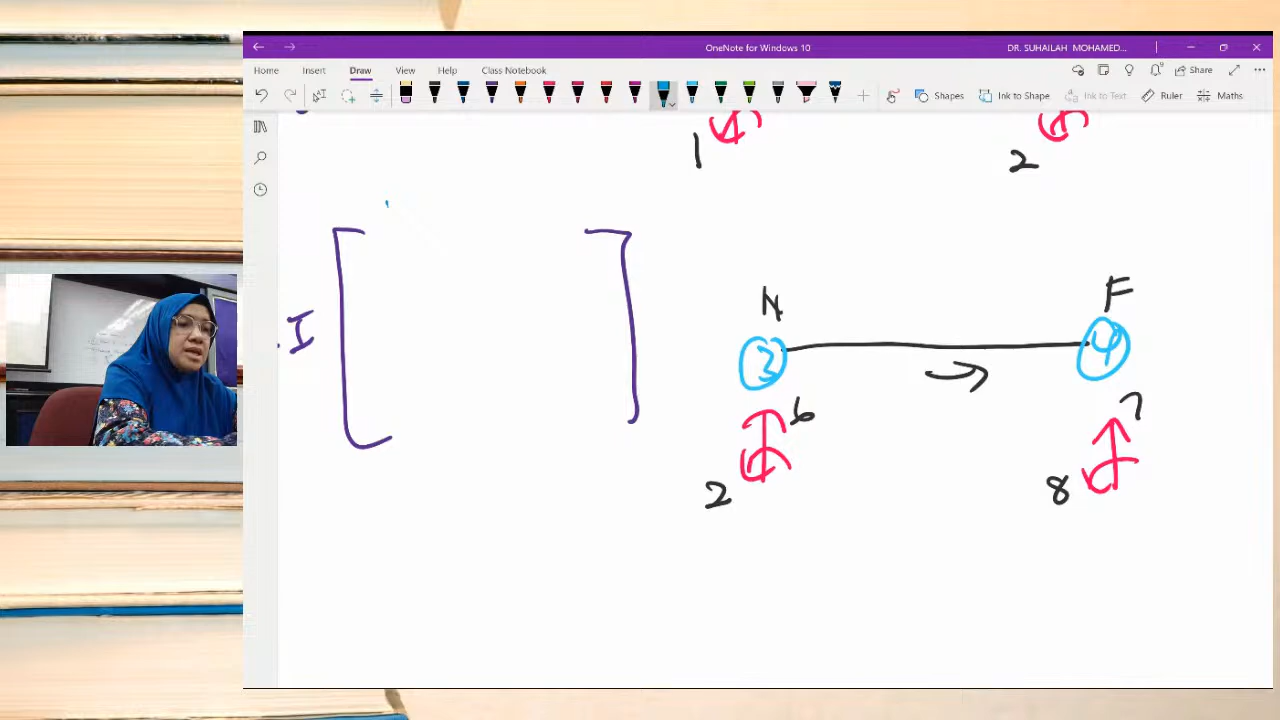 OneNote for Windows 10
DR. SUHAILAH MOHAMED...
Home Insert Draw View Help Class Notebook
Share
Shapes Ink to Shape Ink to Text Ruler Maths
1 2
N F
I 3 4
6 7
2 8